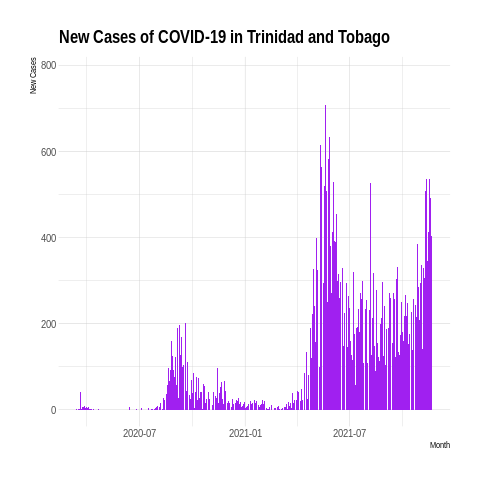 New Cases of COVID-19 in Trinidad and Tobago
New Cases
800
600
400
200
0
2020-07
2021-01
2021-07
Month